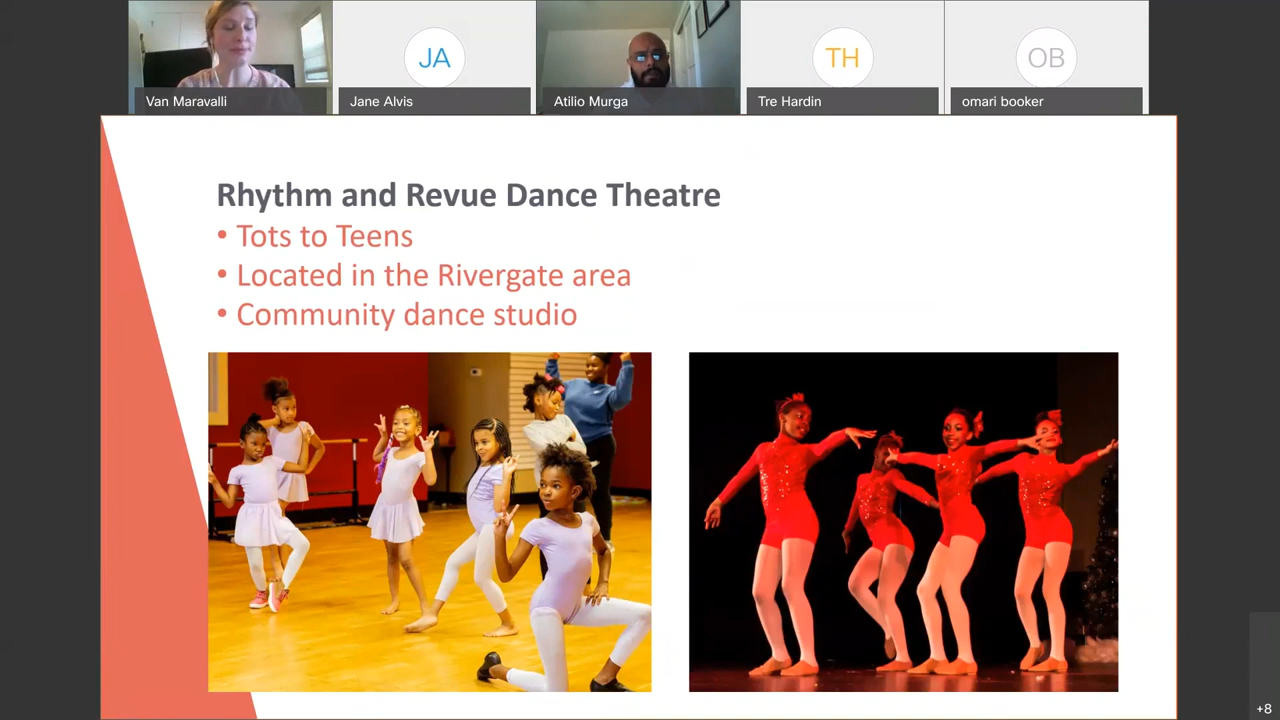 JA
TH
OB
Van Maravalli
Jane Alvis
Atilio Murga
Tre Hardin
omari booker
Rhythm and Revue Dance Theatre
• Tots to Teens
• Located in the Rivergate area
• Community dance studio
+8